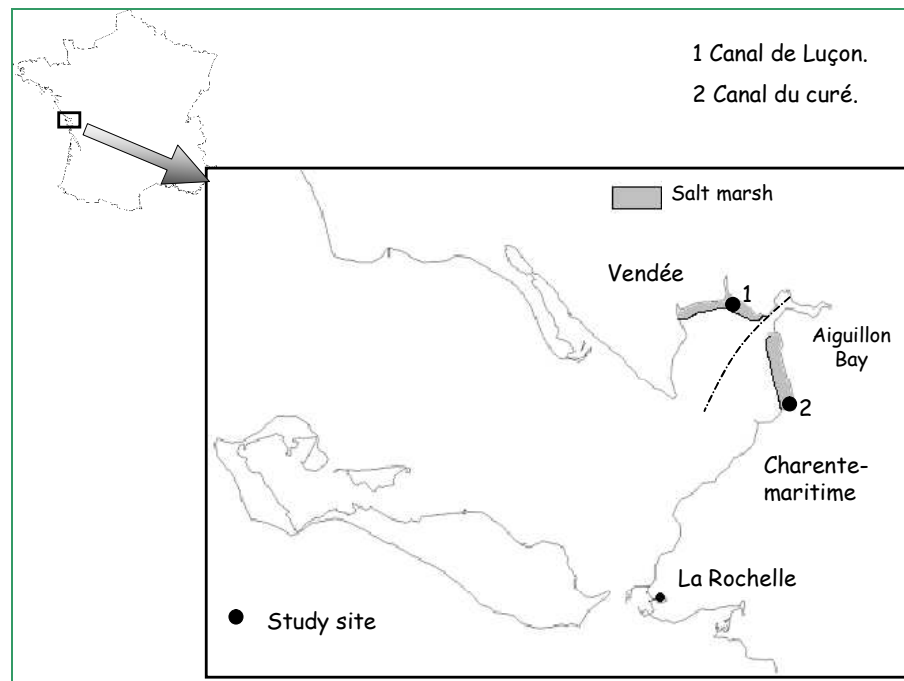 1 Canal de Luçon.
2 Canal du curé.
Salt marsh
Vendée
1
Aiguillon
Bay
2
Charente-
maritime
La Rochelle
Study site